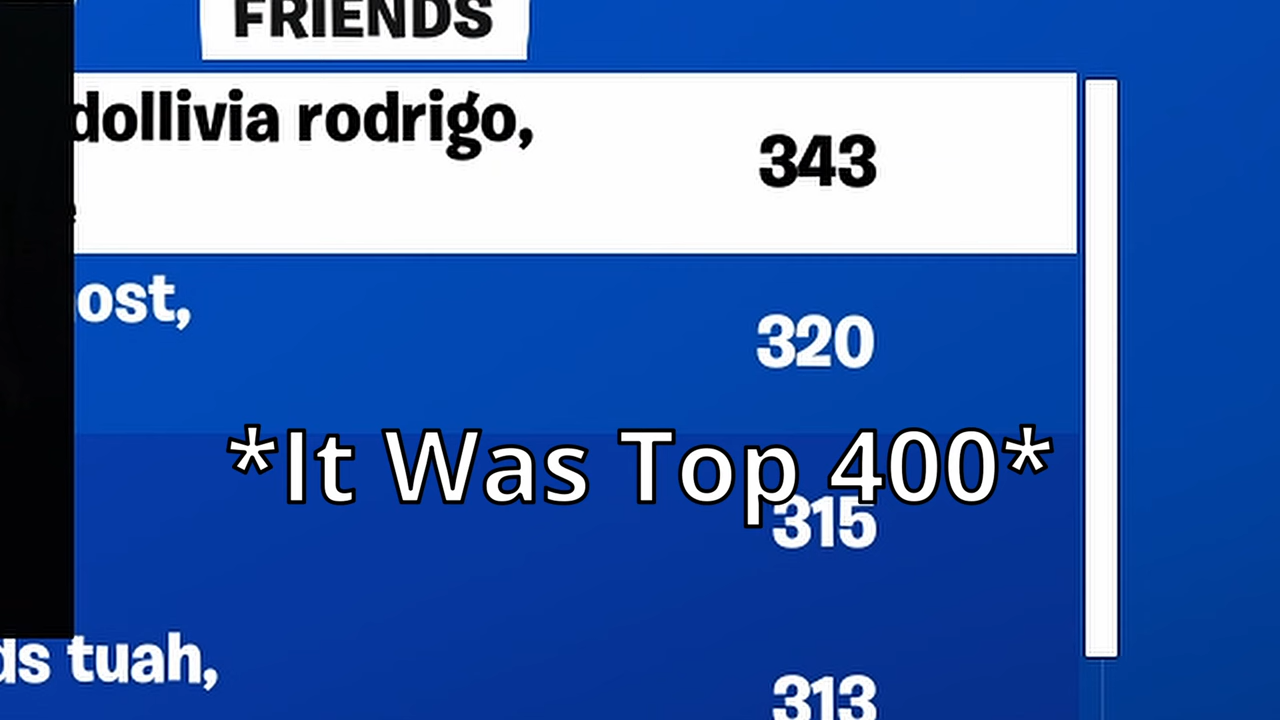 FRIENDS
dollivia rodrigo,
343
ost,
320
*It Was Top 400*
315
ds tuah,
313